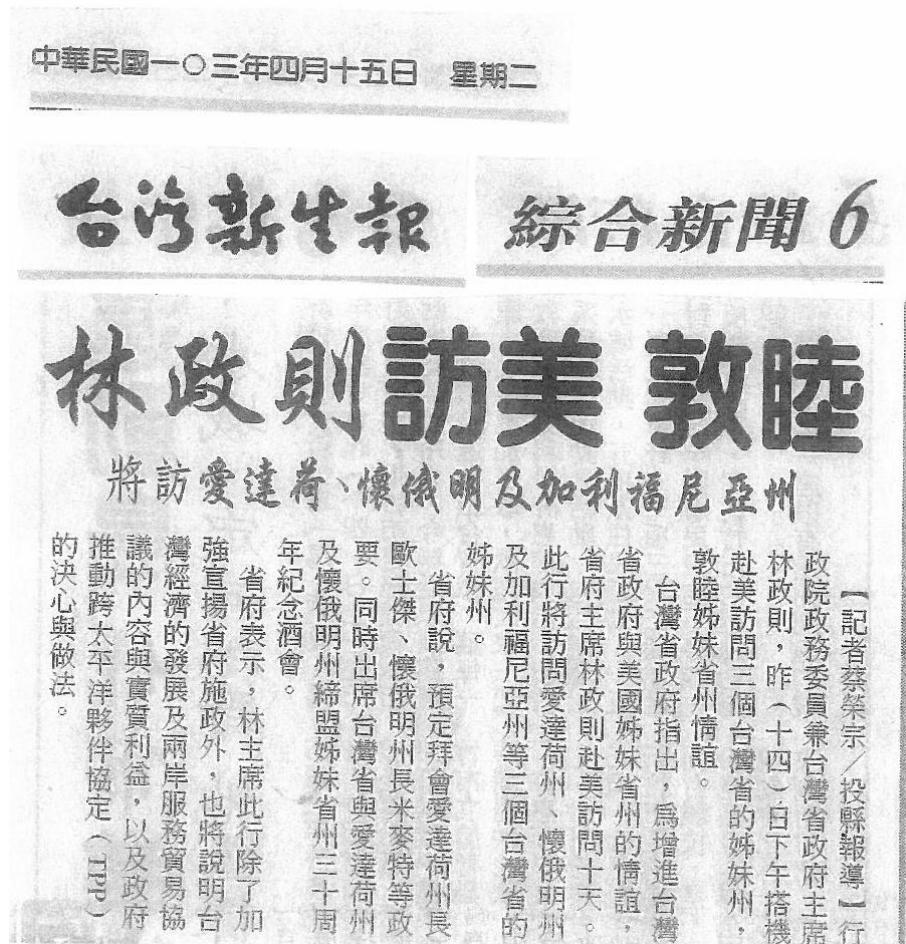 中華民國一〇三年四月十五日　星期二
台灣新生報
綜合新聞 6
林政則訪美 敦睦
將訪愛達荷、懷俄明及加利福尼亞州
【記者蔡榮宗／投縣報導】行
政院政務委員兼台灣省政府主席
林政則，昨（十四）日下午搭機
赴美訪問三個台灣省的姊妹州，
敦睦姊妹省州情誼。
台灣省政府指出，為增進台灣
省政府與美國姊妹省州的情誼，
省府主席林政則赴美訪問十天。
此行將訪問愛達荷州、懷俄明州
及加利福尼亞州等三個台灣省的
姊妹州。
省府說，預定拜會愛達荷州長
歐士傑、懷俄明州長米麥特等政
要。同時出席台灣省與愛達荷州
及懷俄明州締盟姊妹省州三十周
年紀念酒會。
省府表示，林主席此行除了加
強宣揚省府施政外，也將說明台
灣經濟的發展及兩岸服務貿易協
議的內容與實質利益，以及政府
推動跨太平洋夥伴協定（TPP）
的決心與做法。